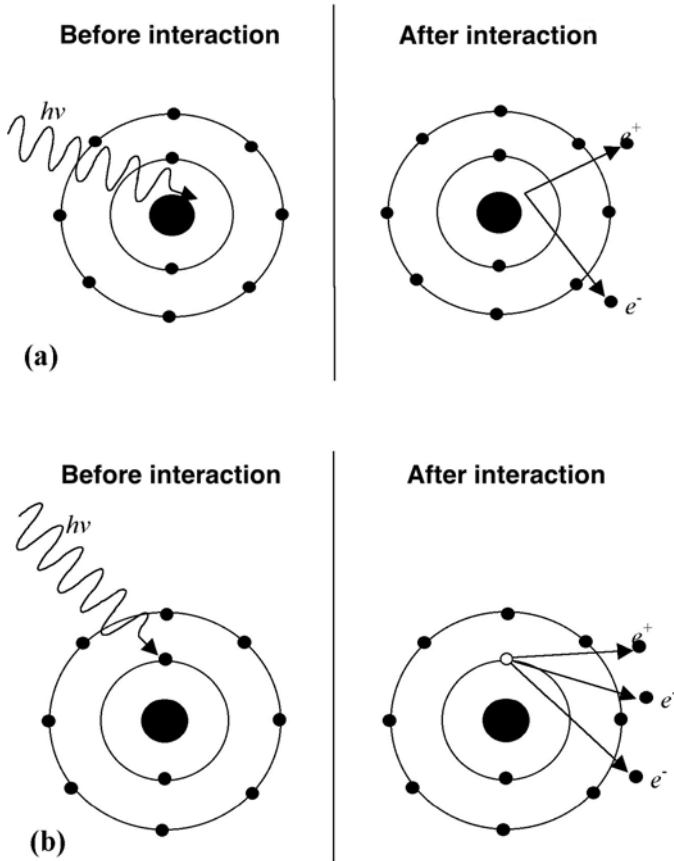 Before interaction
After interaction
hν
e⁺
e⁻
(a)
Before interaction
After interaction
hν
e⁺
e⁻
e⁻
(b)